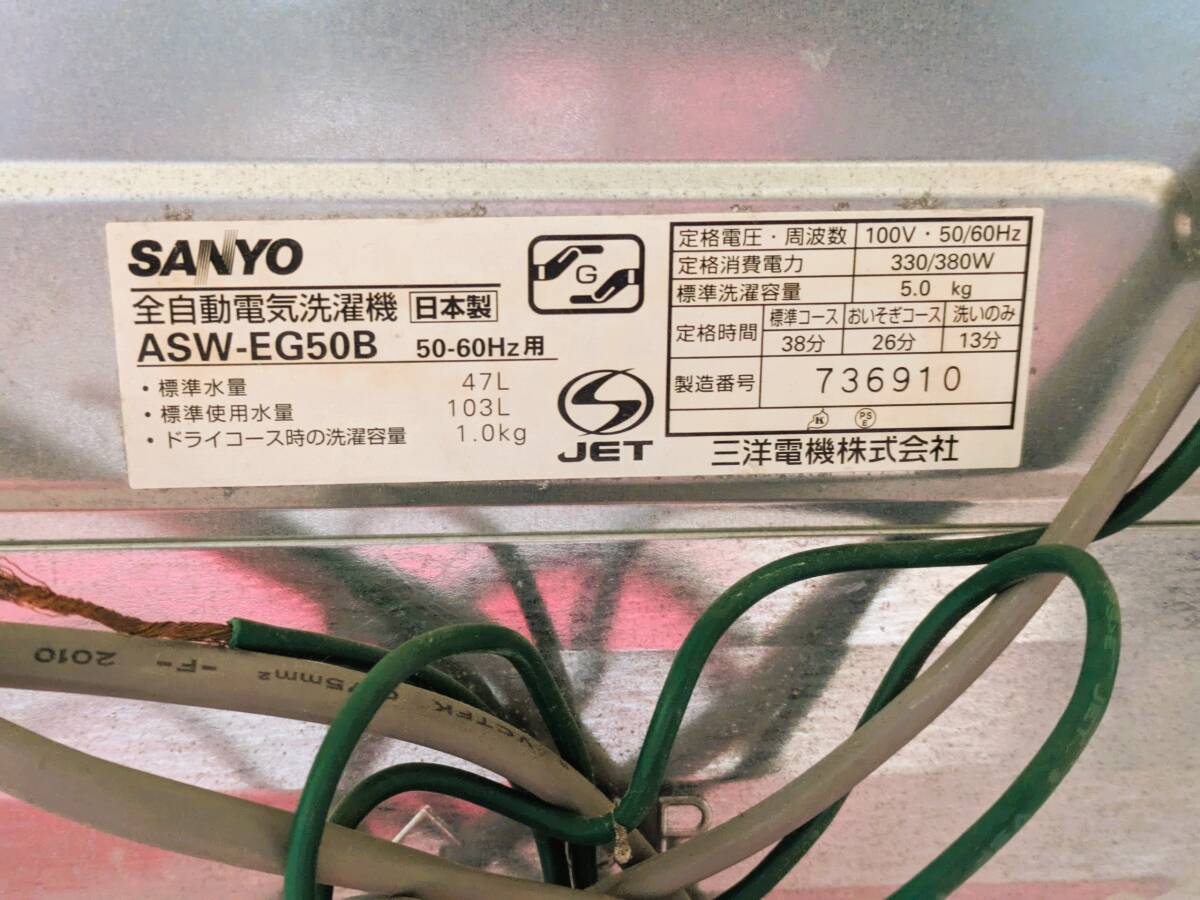 SANYO
全自動電気洗濯機 日本製
ASW-EG50B 50-60Hz用
・標準水量 47L
・標準使用水量 103L
・ドライコース時の洗濯容量 1.0kg
G
JET
定格電圧・周波数 100V・50/60Hz
定格消費電力 330/380W
標準洗濯容量 5.0 kg
定格時間 標準コース おいそぎコース 洗いのみ
38分 26分 13分
製造番号 736910
K PS E
三洋電機株式会社
VCTFK 0.75mm² -F- 2010